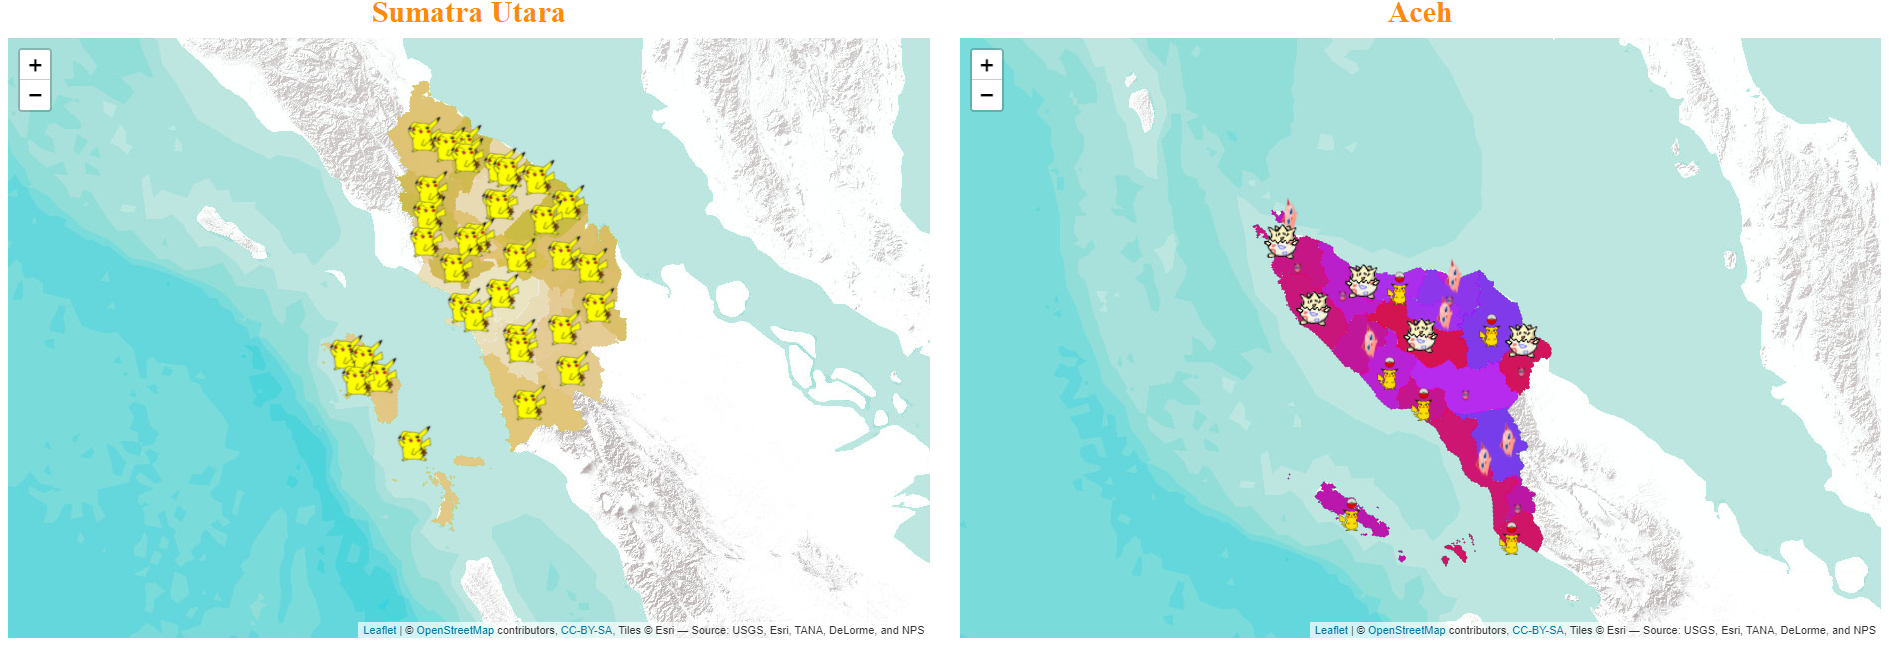 Sumatra Utara
Aceh
+
−
+
−
Leaflet | © OpenStreetMap contributors, CC-BY-SA, Tiles © Esri — Source: USGS, Esri, TANA, DeLorme, and NPS
Leaflet | © OpenStreetMap contributors, CC-BY-SA, Tiles © Esri — Source: USGS, Esri, TANA, DeLorme, and NPS